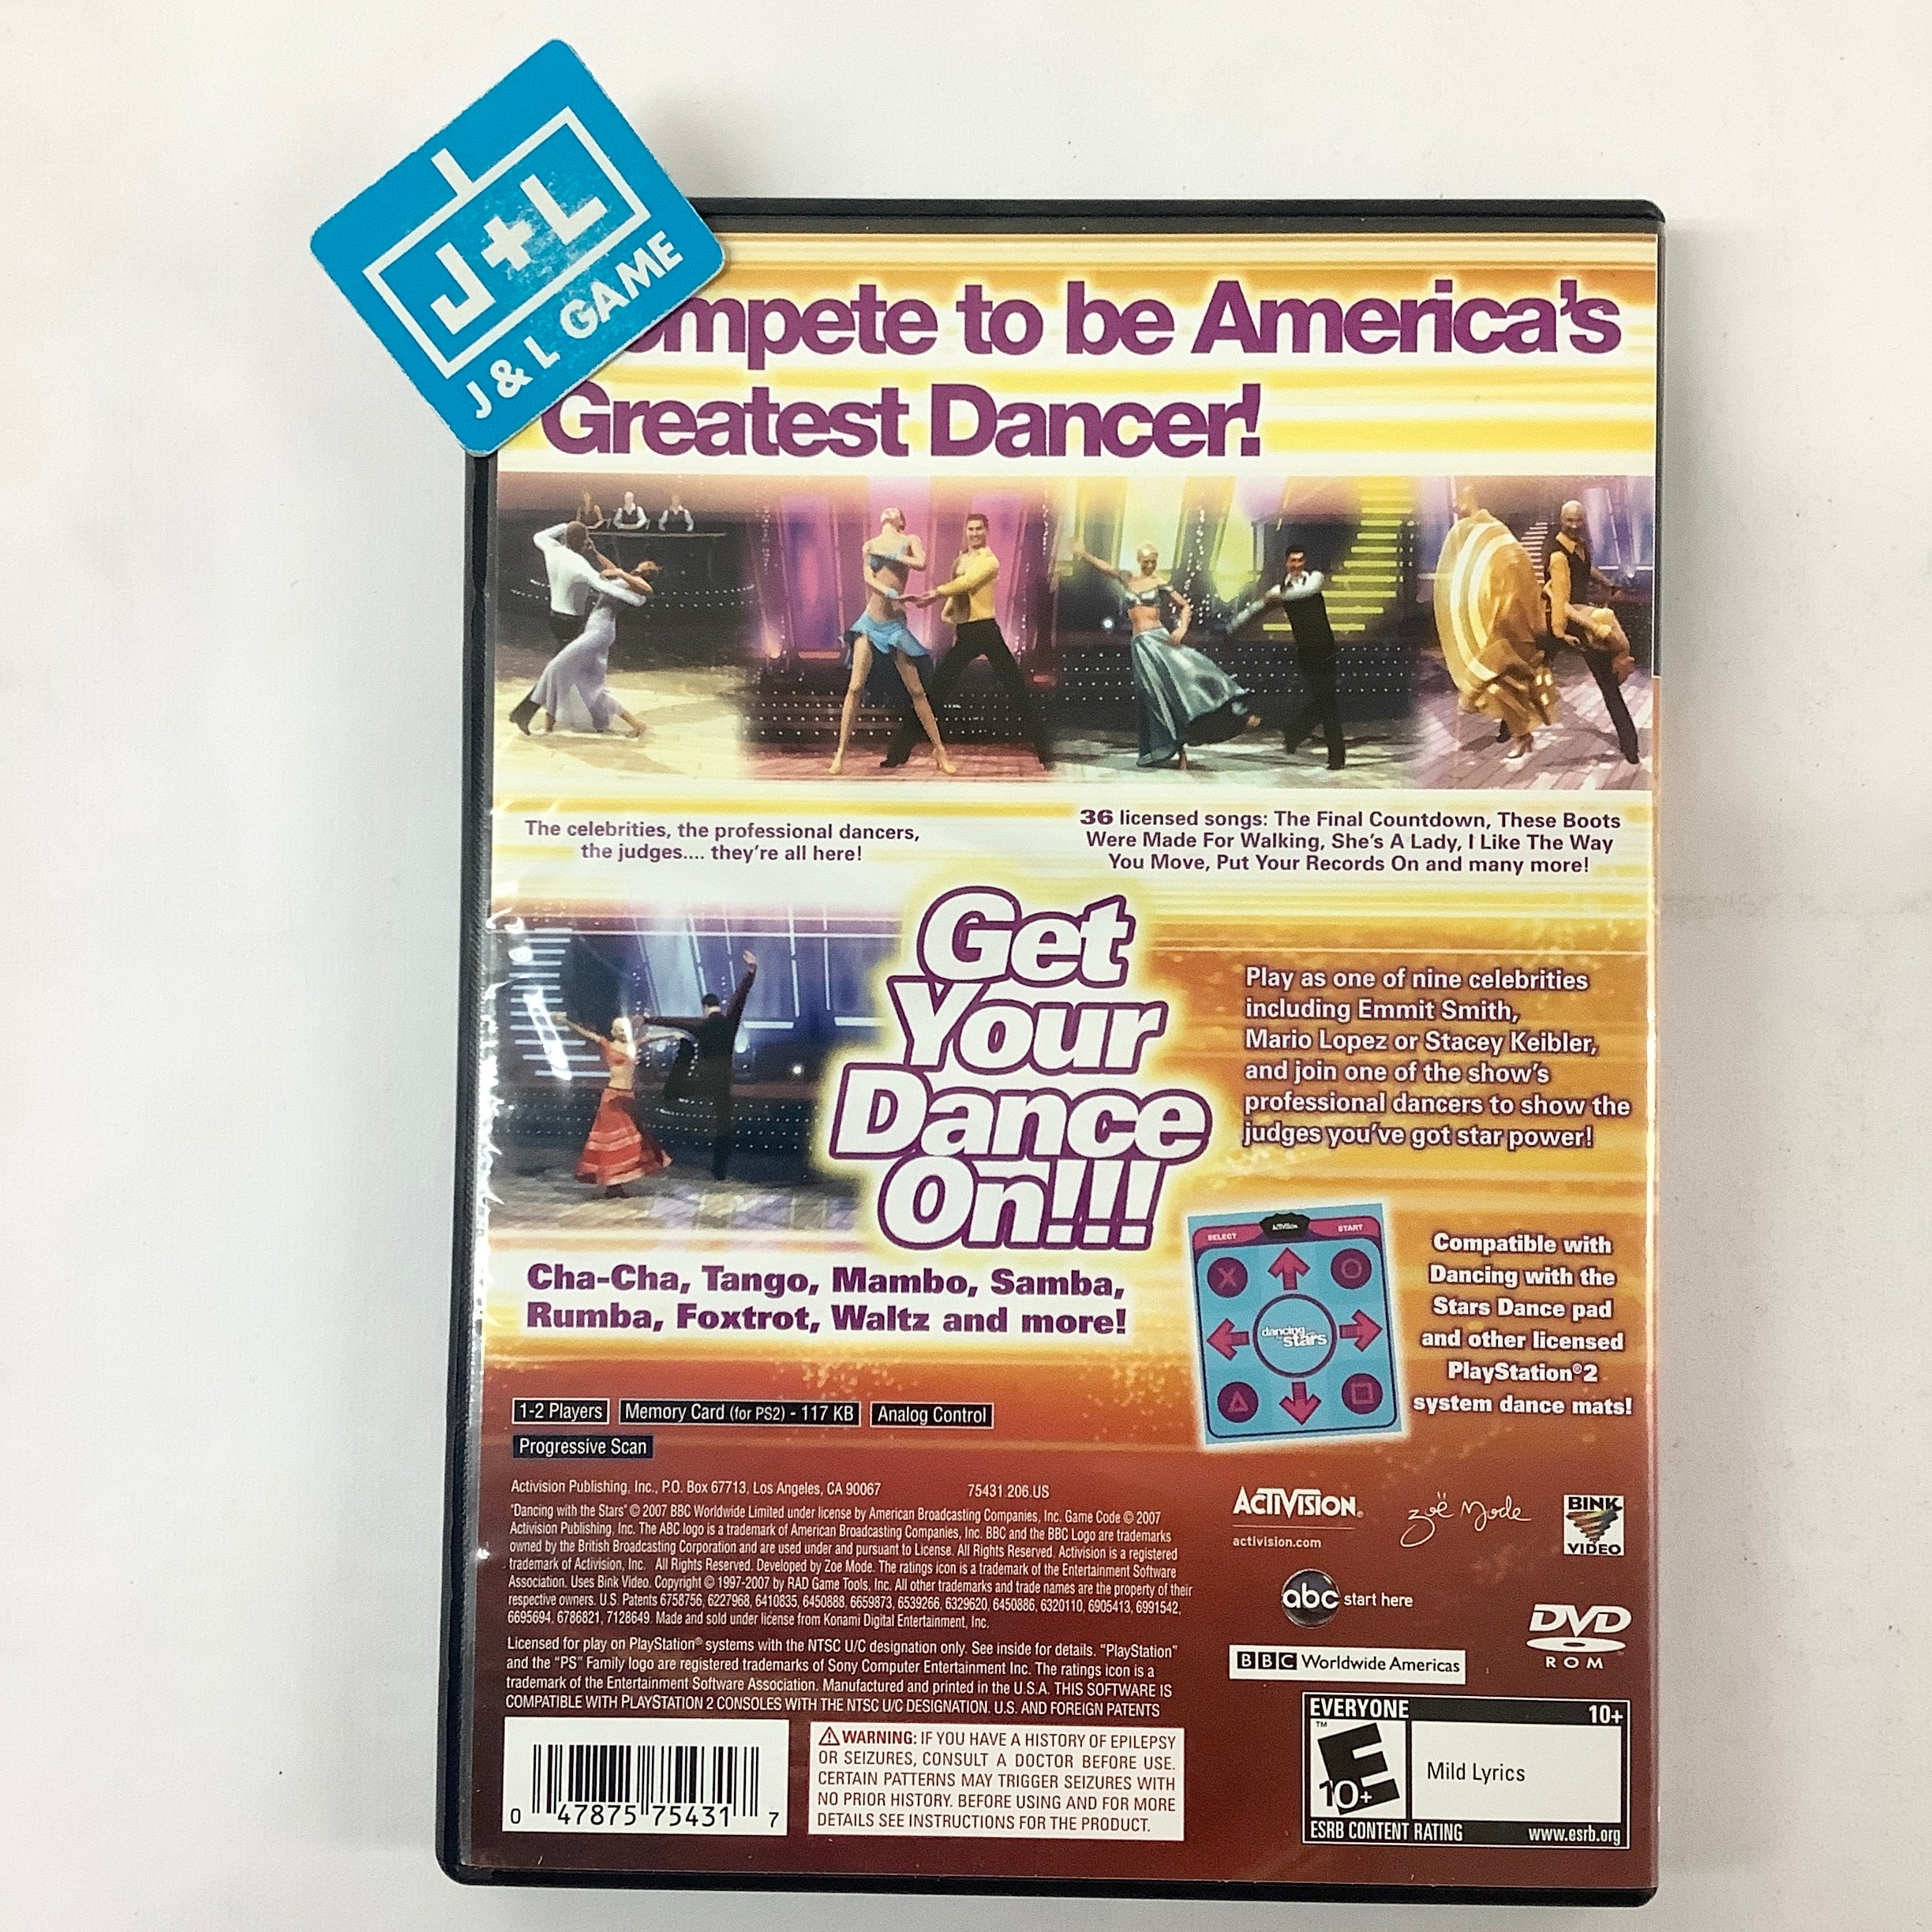 J+L
J & L GAME
ompete to be America's
Greatest Dancer!
The celebrities, the professional dancers,
the judges.... they're all here!
36 licensed songs: The Final Countdown, These Boots
Were Made For Walking, She's A Lady, I Like The Way
You Move, Put Your Records On and many more!
Get
Your
Dance
On!!!
Play as one of nine celebrities
including Emmit Smith,
Mario Lopez or Stacey Keibler,
and join one of the show's
professional dancers to show the
judges you've got star power!
Cha-Cha, Tango, Mambo, Samba,
Rumba, Foxtrot, Waltz and more!
SELECT
ACTIVISION
START
dancing
stars
Compatible with
Dancing with the
Stars Dance pad
and other licensed
PlayStation®2
system dance mats!
1-2 Players
Memory Card (for PS2) - 117 KB
Analog Control
Progressive Scan
Activision Publishing, Inc., P.O. Box 67713, Los Angeles, CA 90067
75431.206.US
"Dancing with the Stars" © 2007 BBC Worldwide Limited under license by American Broadcasting Companies, Inc. Game Code © 2007
Activision Publishing, Inc. The ABC logo is a trademark of American Broadcasting Companies, Inc. BBC and the BBC Logo are trademarks
owned by the British Broadcasting Corporation and are used under and pursuant to License. All Rights Reserved. Activision is a registered
trademark of Activision, Inc. All Rights Reserved. Developed by Zoe Mode. The ratings icon is a trademark of the Entertainment Software
Association. Uses Bink Video. Copyright © 1997-2007 by RAD Game Tools, Inc. All other trademarks and trade names are the property of their
respective owners. U.S. Patents 6758756, 6227968, 6410835, 6450888, 6659873, 6539266, 6329620, 6450886, 6320110, 6905413, 6991542,
6695694, 6786821, 7128649. Made and sold under license from Konami Digital Entertainment, Inc.
Licensed for play on PlayStation® systems with the NTSC U/C designation only. See inside for details. "PlayStation"
and the "PS" Family logo are registered trademarks of Sony Computer Entertainment Inc. The ratings icon is a
trademark of the Entertainment Software Association. Manufactured and printed in the U.S.A. THIS SOFTWARE IS
COMPATIBLE WITH PLAYSTATION 2 CONSOLES WITH THE NTSC U/C DESIGNATION. U.S. AND FOREIGN PATENTS
ACTIVISION®
activision.com
zoë mode
BINK
VIDEO
abc start here
DVD
ROM
BBC Worldwide Americas
0 47875 75431 7
WARNING: IF YOU HAVE A HISTORY OF EPILEPSY
OR SEIZURES, CONSULT A DOCTOR BEFORE USE.
CERTAIN PATTERNS MAY TRIGGER SEIZURES WITH
NO PRIOR HISTORY. BEFORE USING AND FOR MORE
DETAILS SEE INSTRUCTIONS FOR THE PRODUCT.
EVERYONE 10+
E
10+
™
Mild Lyrics
ESRB CONTENT RATING www.esrb.org